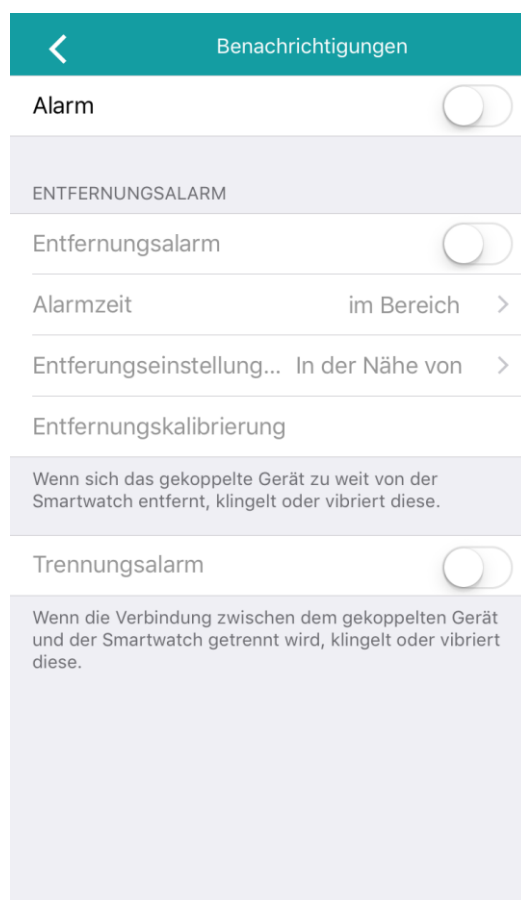 Benachrichtigungen
Alarm
ENTFERNUNGSALARM
Entfernungsalarm
Alarmzeit im Bereich
Entferungseinstellung... In der Nähe von
Entfernungskalibrierung
Wenn sich das gekoppelte Gerät zu weit von der
Smartwatch entfernt, klingelt oder vibriert diese.
Trennungsalarm
Wenn die Verbindung zwischen dem gekoppelten Gerät
und der Smartwatch getrennt wird, klingelt oder vibriert
diese.